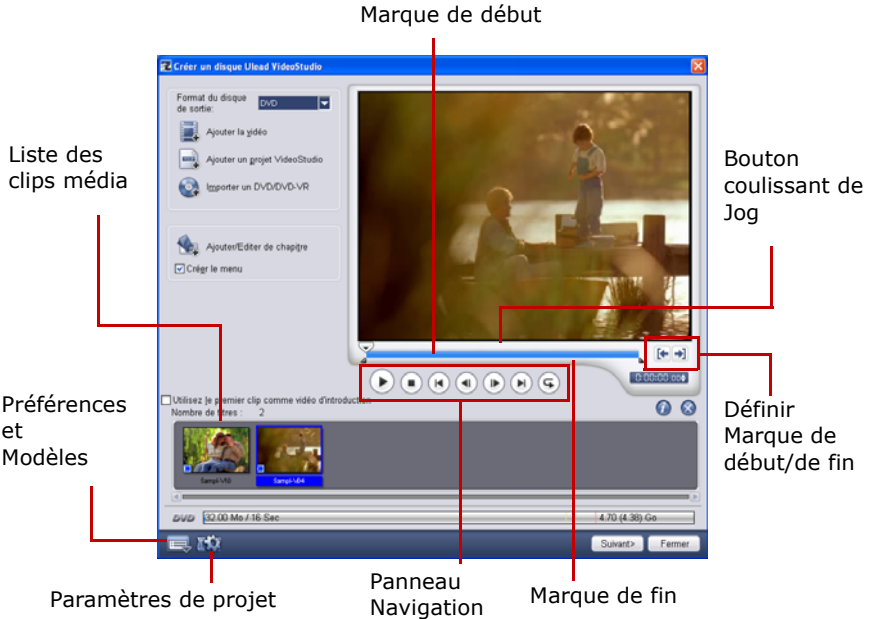 Marque de début
Créer un disque Ulead VideoStudio
Format du disque
de sortie:
DVD
Ajouter la vidéo
Ajouter un projet VideoStudio
Importer un DVD/DVD-VR
Ajouter/Editer de chapitre
Créer le menu
Liste des
clips média
Bouton
coulissant de
Jog
0:00:00:00
Utilisez le premier clip comme vidéo d'introduction
Nombre de titres : 2
Préférences
et
Modèles
Définir
Marque de
début/de fin
Sampl-V04
DVD
32.00 Mo / 16 Sec
4.70 (4.38) Go
Suivant>
Fermer
Paramètres de projet
Panneau
Navigation
Marque de fin